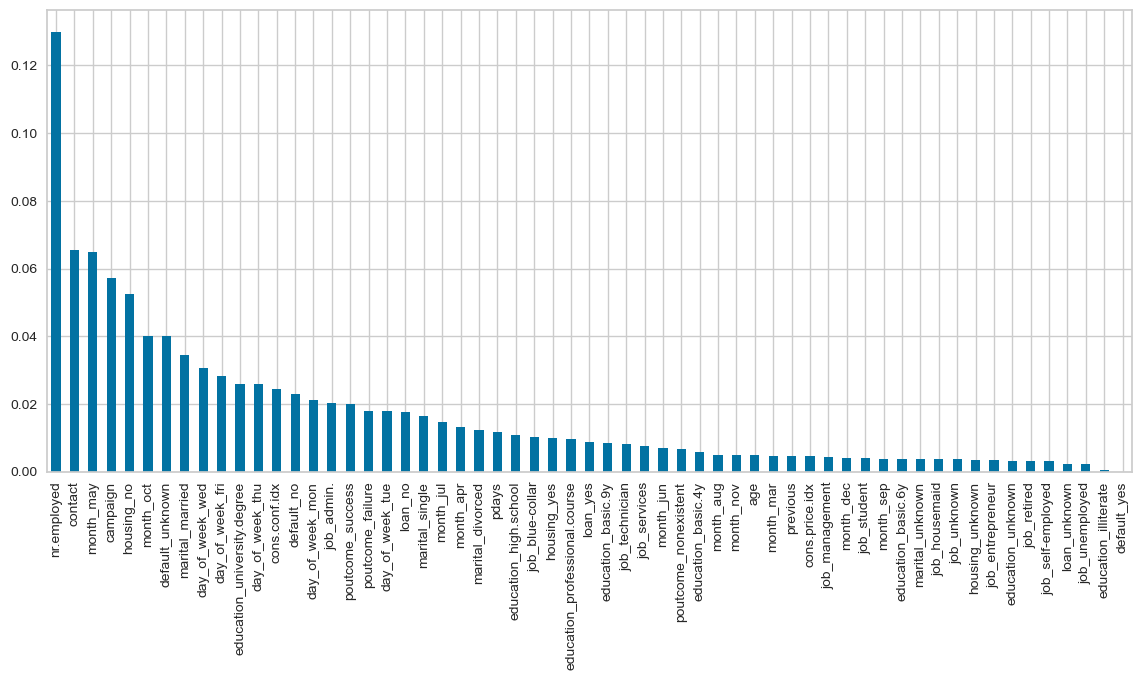 0.12
0.10
0.08
0.06
0.04
0.02
0.00
nr.employed
contact
month_may
campaign
housing_no
month_oct
default_unknown
marital_married
day_of_week_wed
day_of_week_fri
education_university.degree
day_of_week_thu
cons.conf.idx
default_no
day_of_week_mon
job_admin.
poutcome_success
poutcome_failure
day_of_week_tue
loan_no
marital_single
month_jul
month_apr
marital_divorced
pdays
education_high.school
job_blue-collar
housing_yes
education_professional.course
loan_yes
education_basic.9y
job_technician
job_services
month_jun
poutcome_nonexistent
education_basic.4y
month_aug
month_nov
age
month_mar
previous
cons.price.idx
job_management
month_dec
job_student
month_sep
education_basic.6y
marital_unknown
job_housemaid
job_unknown
housing_unknown
job_entrepreneur
education_unknown
job_retired
job_self-employed
loan_unknown
job_unemployed
education_illiterate
default_yes